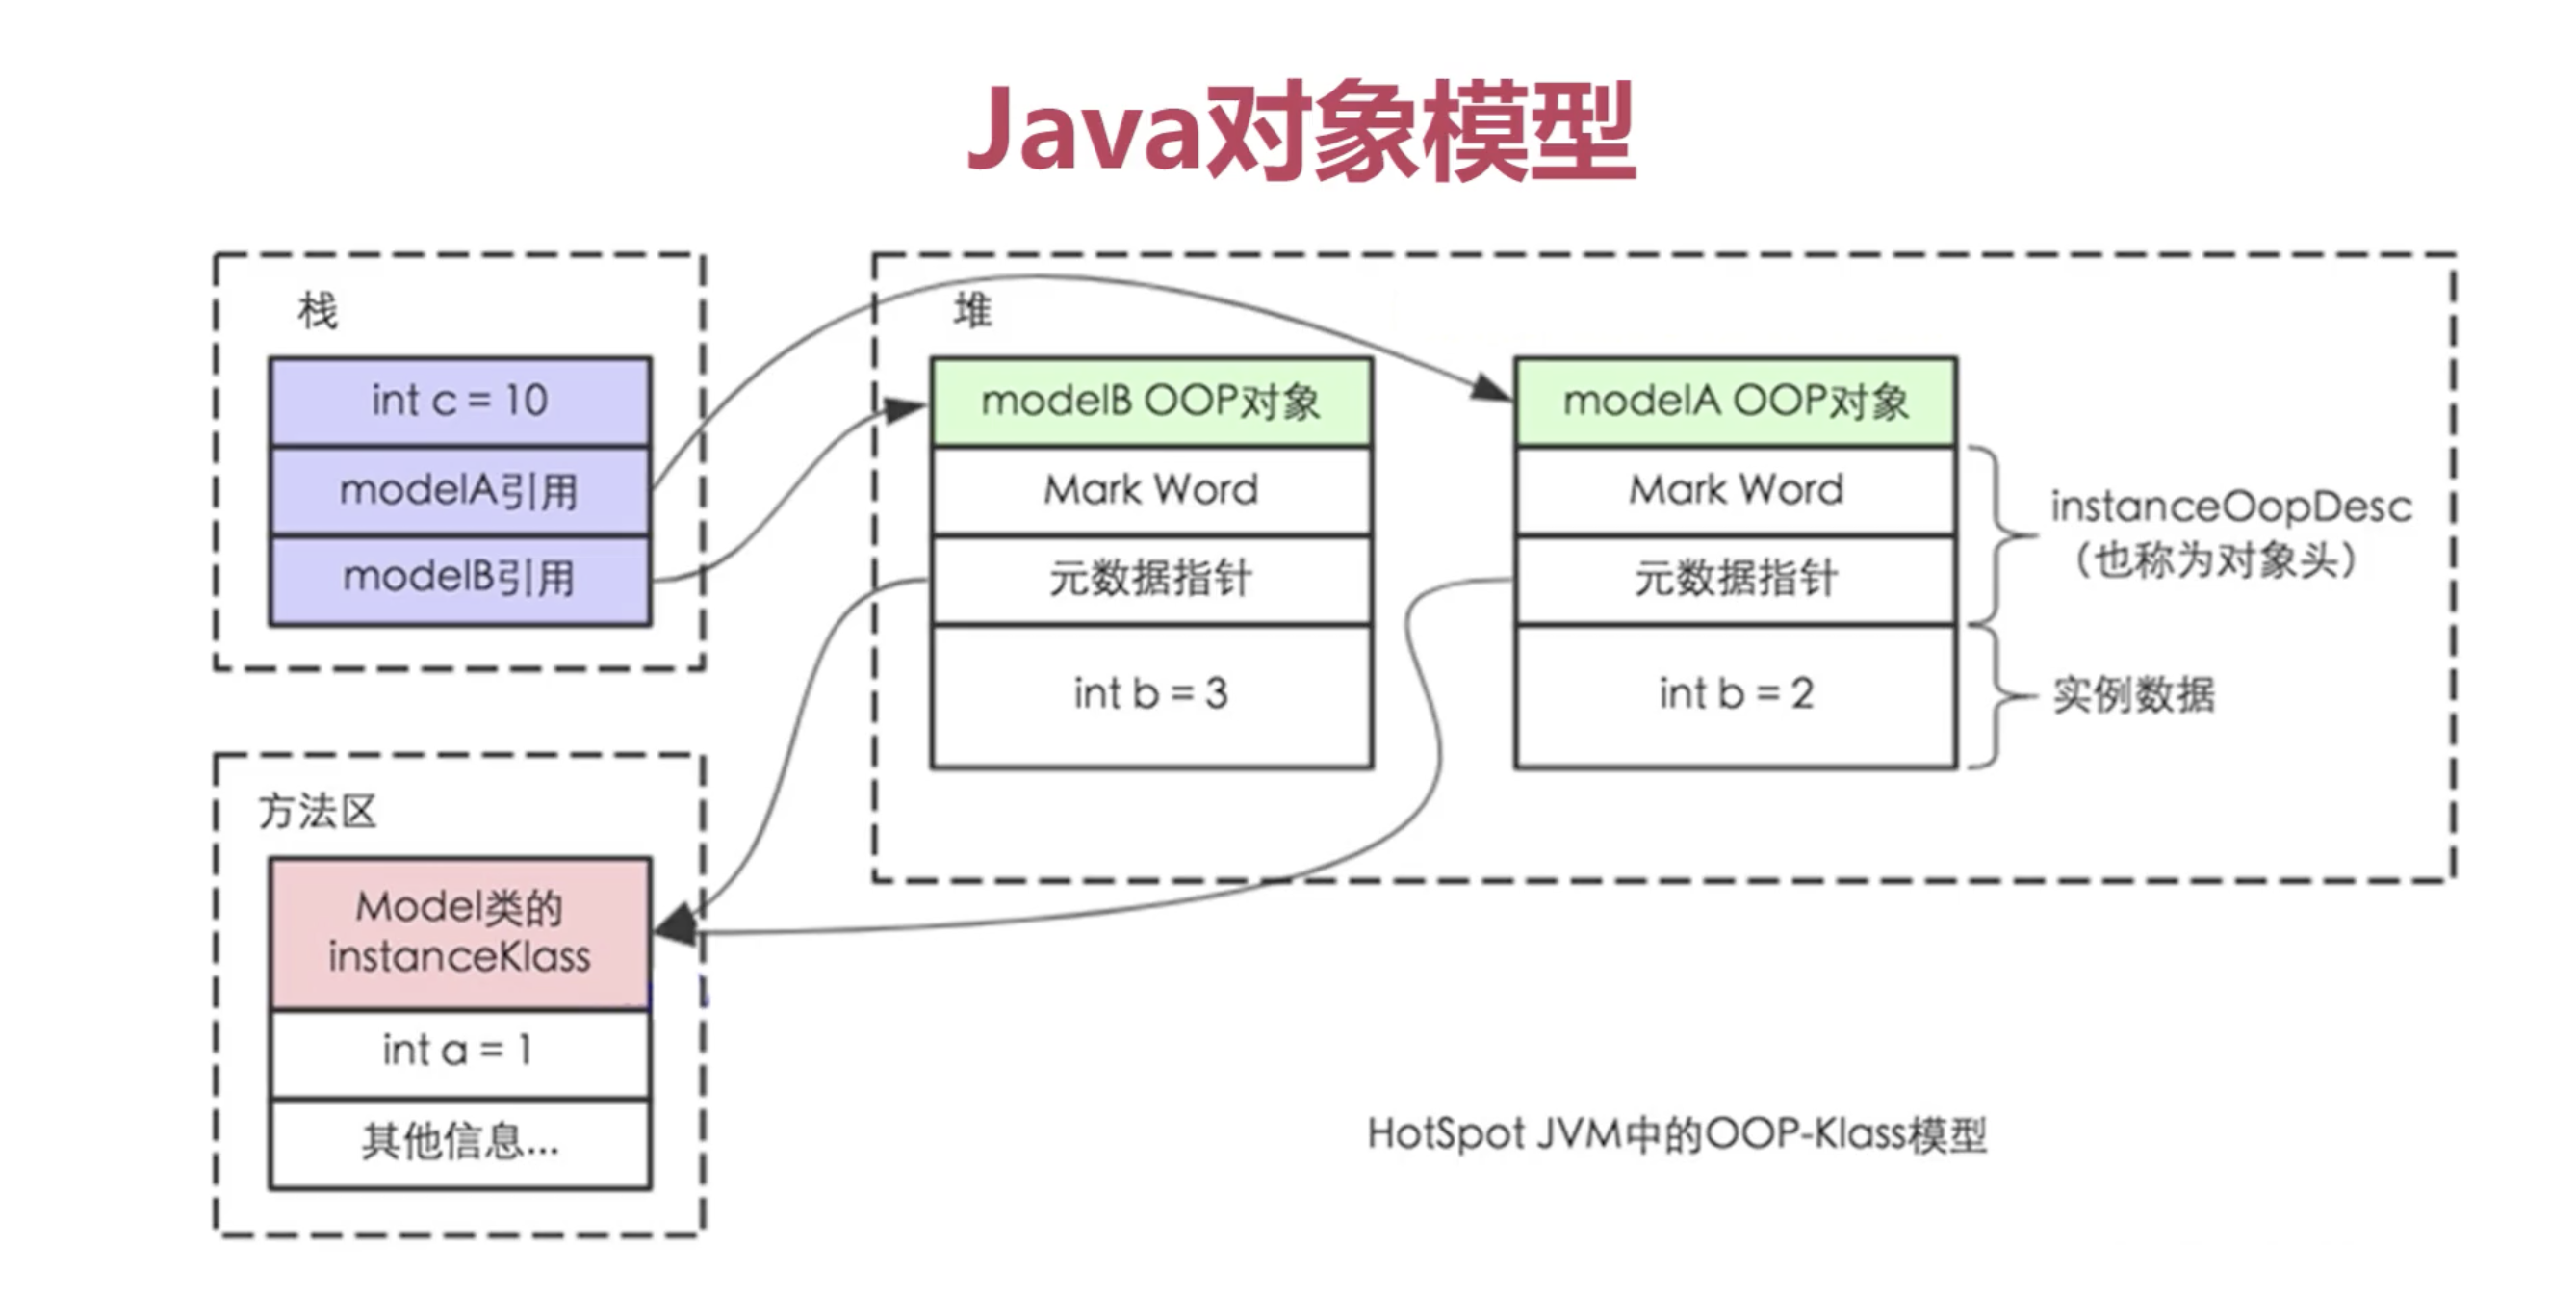 Java对象模型
栈
int c = 10
modelA引用
modelB引用
堆
modelB OOP对象
Mark Word
元数据指针
int b = 3
modelA OOP对象
Mark Word
元数据指针
int b = 2
instanceOopDesc
（也称为对象头）
实例数据
方法区
Model类的
instanceKlass
int a = 1
其他信息...
HotSpot JVM中的OOP-Klass模型